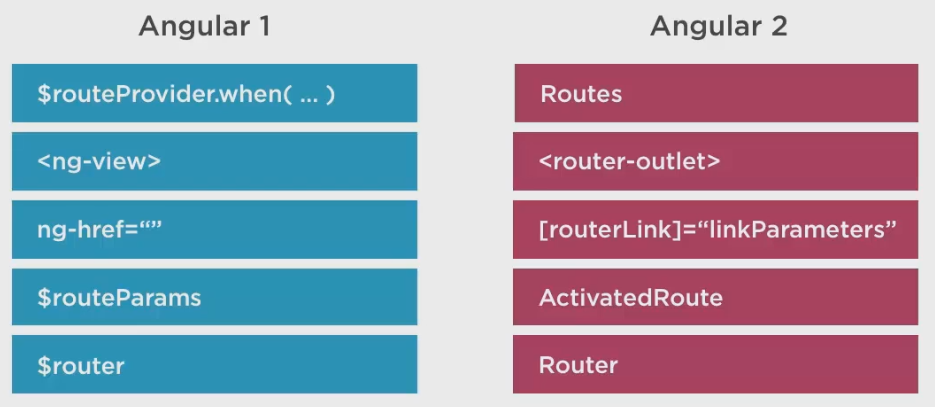 Angular 1
Angular 2
$routeProvider.when( ... )
Routes
<ng-view>
<router-outlet>
ng-href=“”
[routerLink]=“linkParameters”
$routeParams
ActivatedRoute
$router
Router